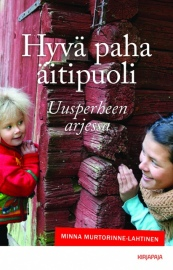 Hyvä paha
äitipuoli
Uusperheen
arjessa
MINNA MURTORINNE-LAHTINEN
KIRJAPAJA